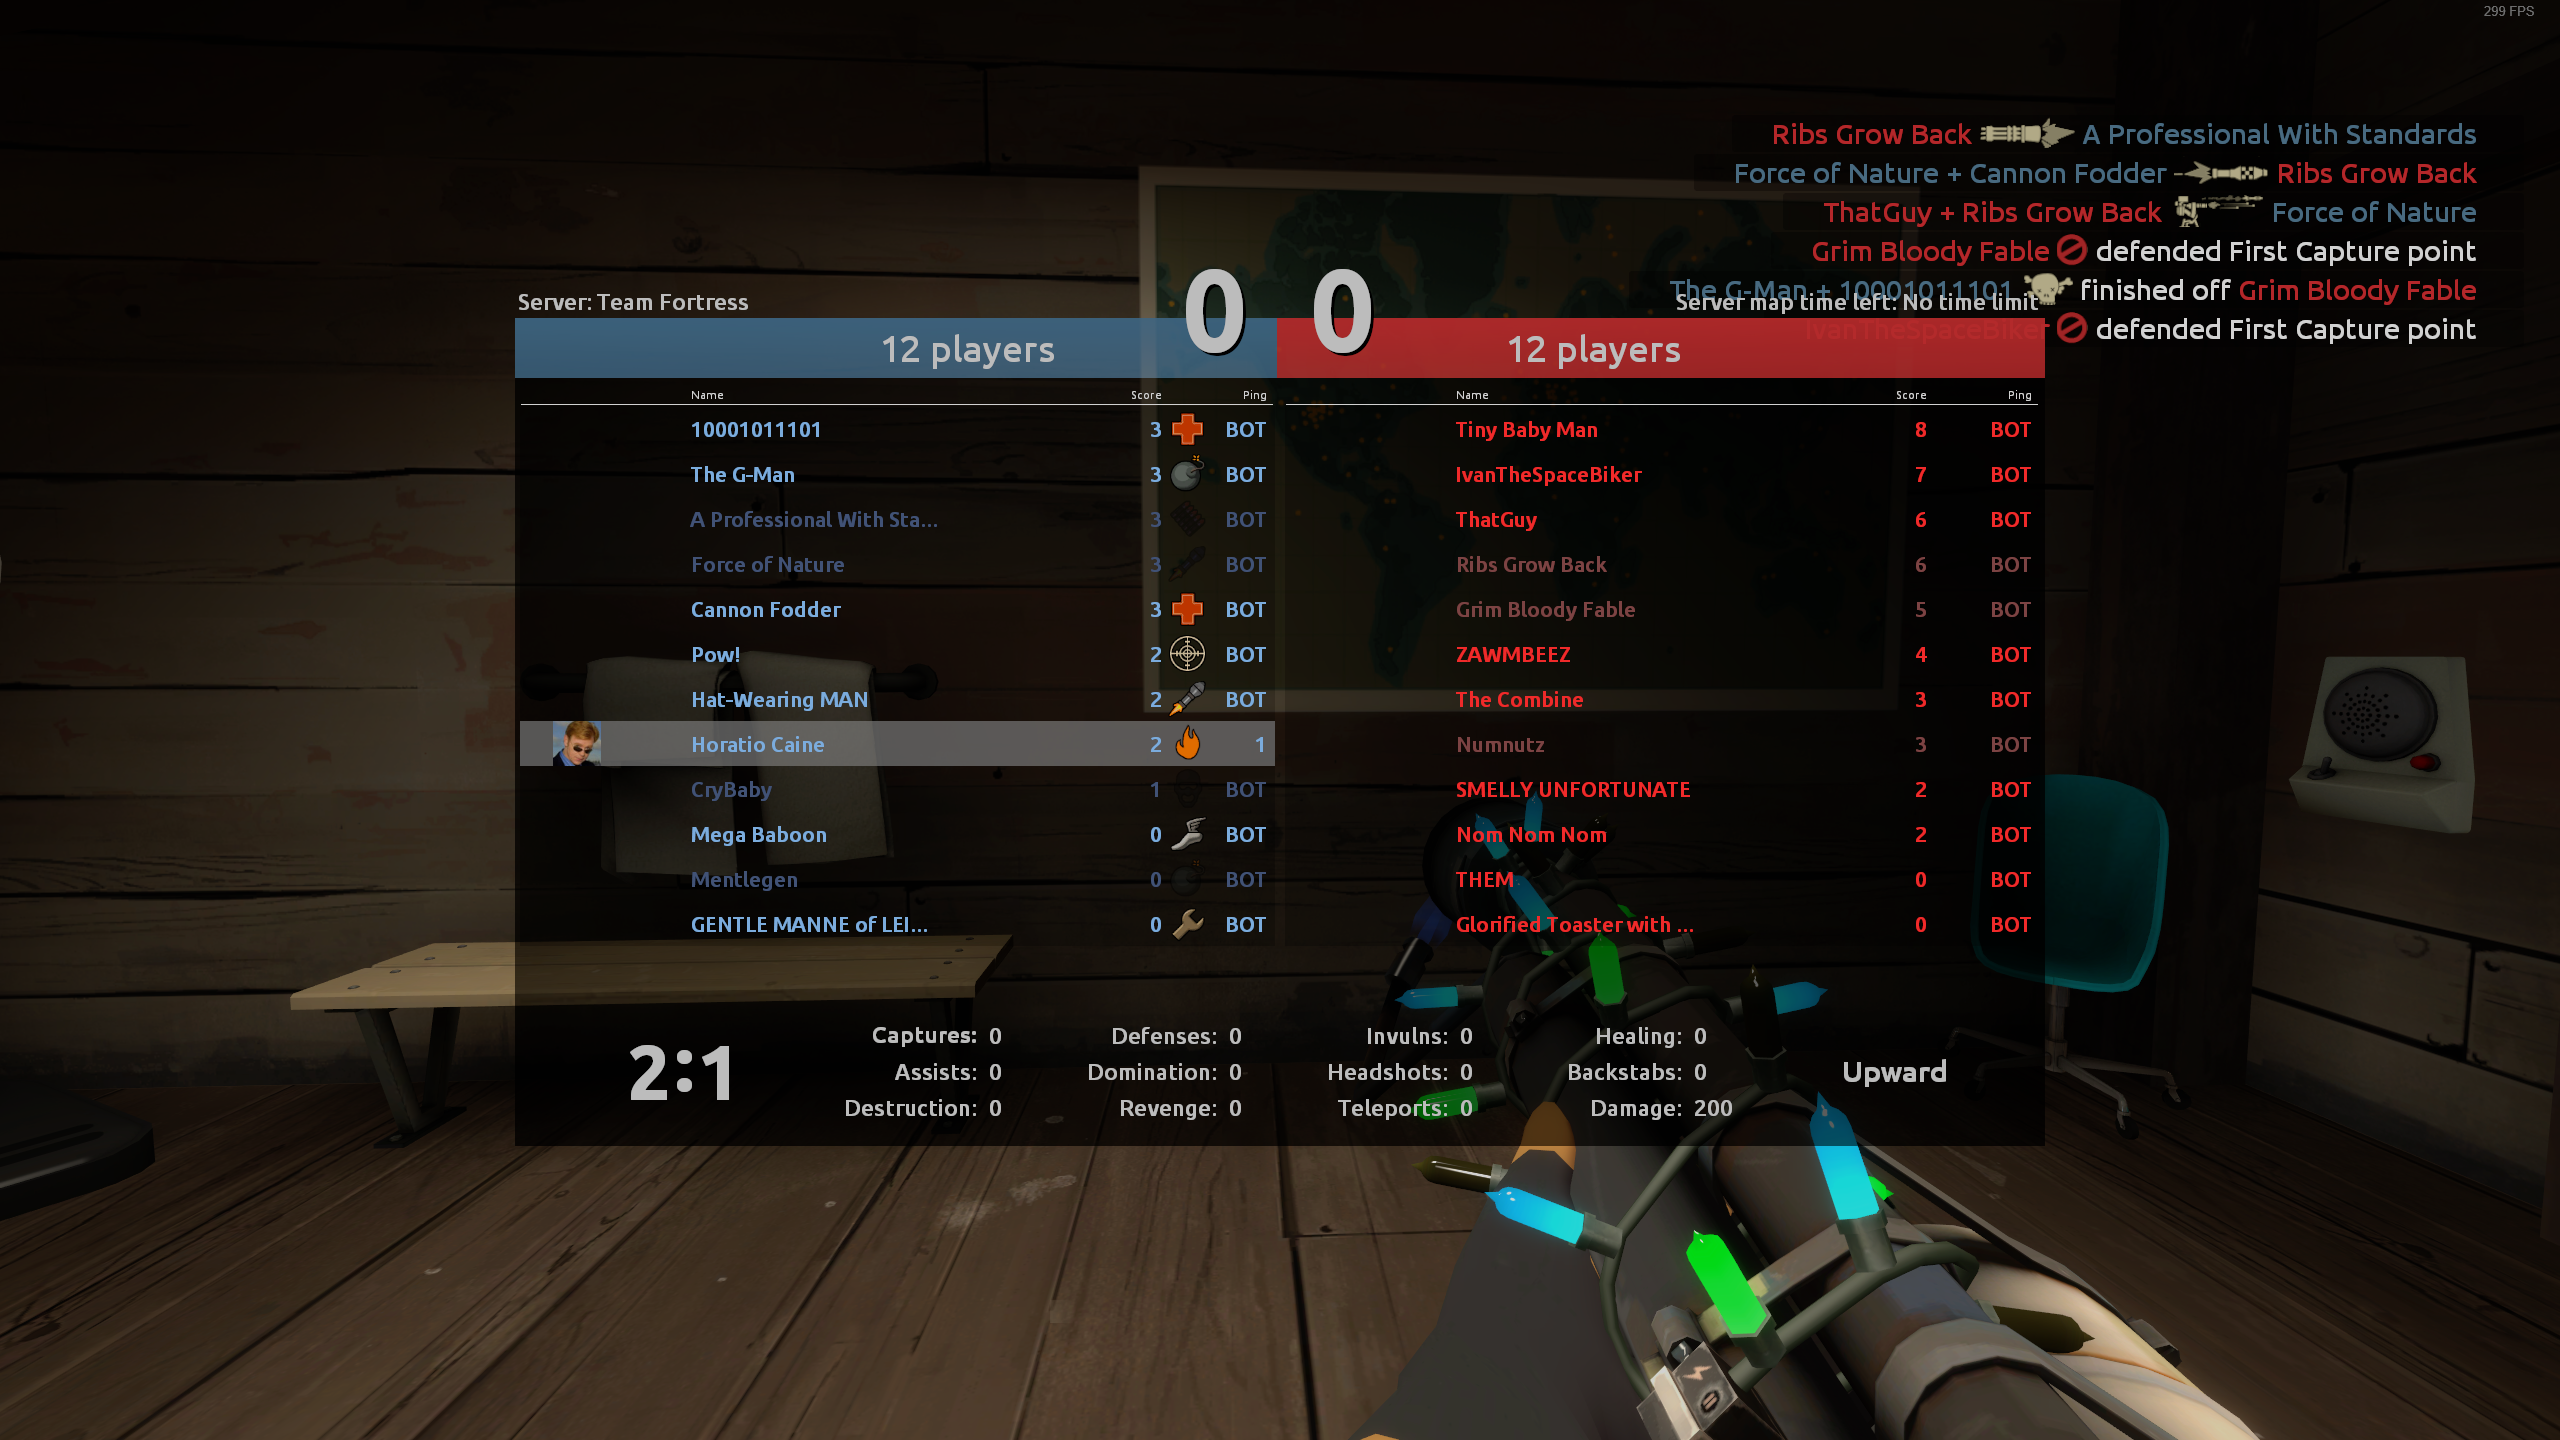 299 FPS
Ribs Grow Back A Professional With Standards
Force of Nature + Cannon Fodder Ribs Grow Back
ThatGuy + Ribs Grow Back Force of Nature
Grim Bloody Fable defended First Capture point
The G-Man + 10001011101 finished off Grim Bloody Fable
IvanTheSpaceBiker defended First Capture point
Server: Team Fortress
Server map time left: No time limit
0 0
12 players
12 players
Name Score Ping
10001011101 3 BOT
The G-Man 3 BOT
A Professional With Sta... 3 BOT
Force of Nature 3 BOT
Cannon Fodder 3 BOT
Pow! 2 BOT
Hat-Wearing MAN 2 BOT
Horatio Caine 2 1
CryBaby 1 BOT
Mega Baboon 0 BOT
Mentlegen 0 BOT
GENTLE MANNE of LEI... 0 BOT
Name Score Ping
Tiny Baby Man 8 BOT
IvanTheSpaceBiker 7 BOT
ThatGuy 6 BOT
Ribs Grow Back 6 BOT
Grim Bloody Fable 5 BOT
ZAWMBEEZ 4 BOT
The Combine 3 BOT
Numnutz 3 BOT
SMELLY UNFORTUNATE 2 BOT
Nom Nom Nom 2 BOT
THEM 0 BOT
Glorified Toaster with ... 0 BOT
2:1
Captures: 0 Defenses: 0 Invulns: 0 Healing: 0
Assists: 0 Domination: 0 Headshots: 0 Backstabs: 0
Destruction: 0 Revenge: 0 Teleports: 0 Damage: 200
Upward